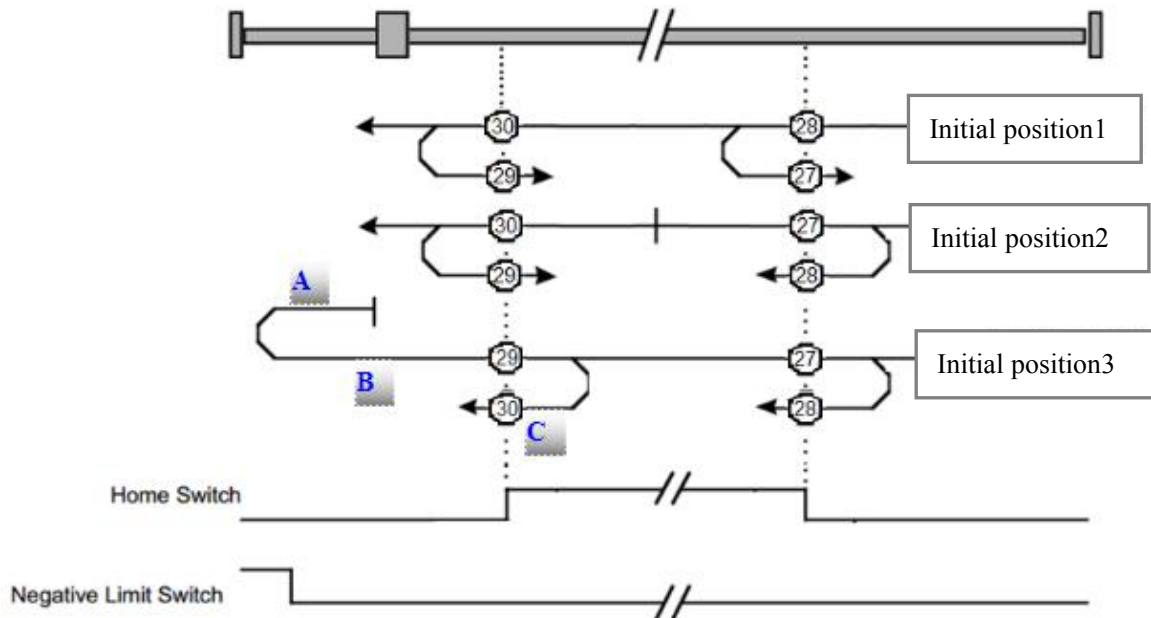 30 28 Initial position1
29 27
30 27 Initial position2
29 28
A
29 27 Initial position3
B
30 28
C
Home Switch
Negative Limit Switch